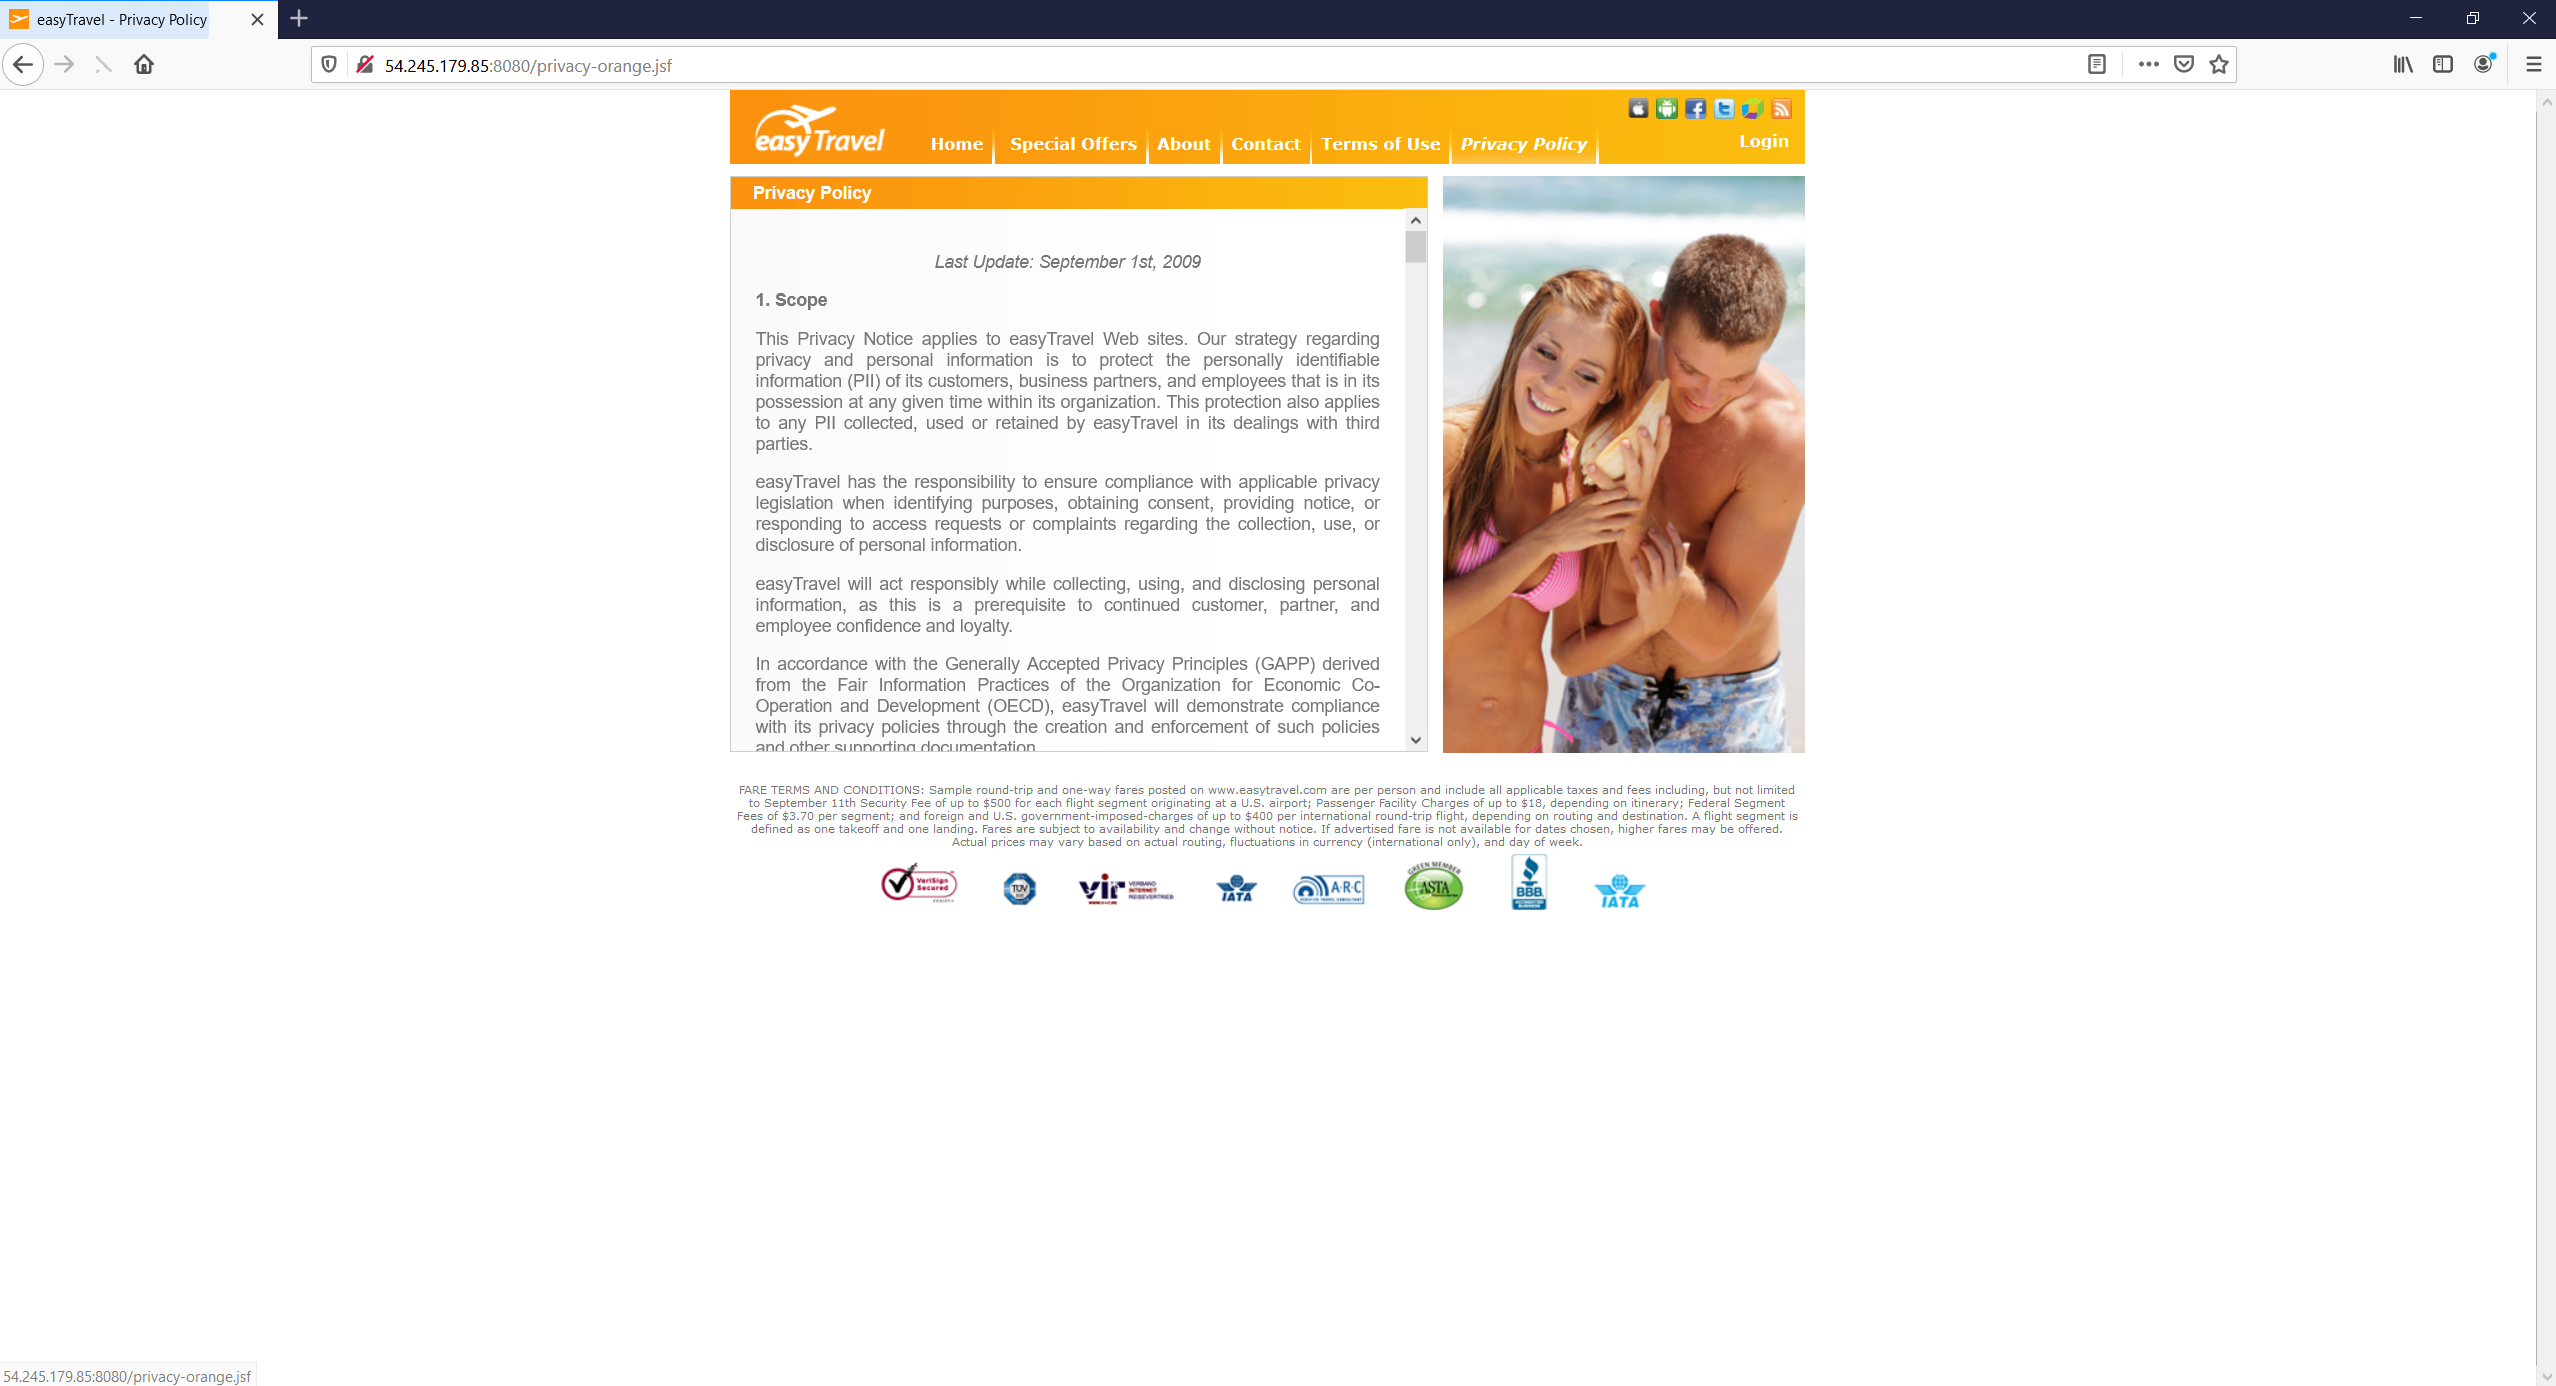 easyTravel - Privacy Policy
54.245.179.85:8080/privacy-orange.jsf
easyTravel
Home
Special Offers
About
Contact
Terms of Use
Privacy Policy
Login
Privacy Policy
Last Update: September 1st, 2009
1. Scope
This Privacy Notice applies to easyTravel Web sites. Our strategy regarding
privacy and personal information is to protect the personally identifiable
information (PII) of its customers, business partners, and employees that is in its
possession at any given time within its organization. This protection also applies
to any PII collected, used or retained by easyTravel in its dealings with third
parties.
easyTravel has the responsibility to ensure compliance with applicable privacy
legislation when identifying purposes, obtaining consent, providing notice, or
responding to access requests or complaints regarding the collection, use, or
disclosure of personal information.
easyTravel will act responsibly while collecting, using, and disclosing personal
information, as this is a prerequisite to continued customer, partner, and
employee confidence and loyalty.
In accordance with the Generally Accepted Privacy Principles (GAPP) derived
from the Fair Information Practices of the Organization for Economic Co-
Operation and Development (OECD), easyTravel will demonstrate compliance
with its privacy policies through the creation and enforcement of such policies
and other supporting documentation
FARE TERMS AND CONDITIONS: Sample round-trip and one-way fares posted on www.easytravel.com are per person and include all applicable taxes and fees including, but not limited
to September 11th Security Fee of up to $500 for each flight segment originating at a U.S. airport; Passenger Facility Charges of up to $18, depending on itinerary; Federal Segment
Fees of $3.70 per segment; and foreign and U.S. government-imposed-charges of up to $400 per international round-trip flight, depending on routing and destination. A flight segment is
defined as one takeoff and one landing. Fares are subject to availability and change without notice. If advertised fare is not available for dates chosen, higher fares may be offered.
Actual prices may vary based on actual routing, fluctuations in currency (international only), and day of week.
VeriSign
Secured
TÜV
vir
VERBAND
INTERNET
REISEVERTRIEB
IATA
A·R·C
GREEN MEMBER
ASTA
BBB
ACCREDITED
BUSINESS
IATA
54.245.179.85:8080/privacy-orange.jsf